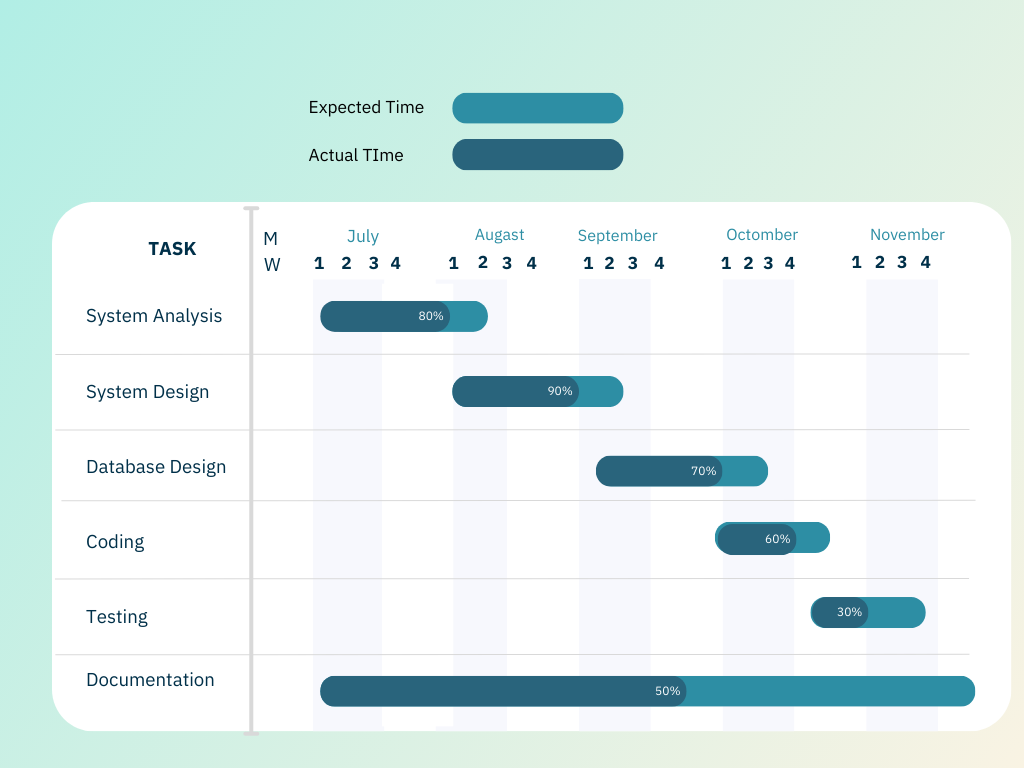 Expected Time
Actual TIme
TASK
M July Augast September Octomber November
W 1 2 3 4 1 2 3 4 1 2 3 4 1 2 3 4 1 2 3 4
System Analysis 80%
System Design 90%
Database Design 70%
Coding 60%
Testing 30%
Documentation 50%